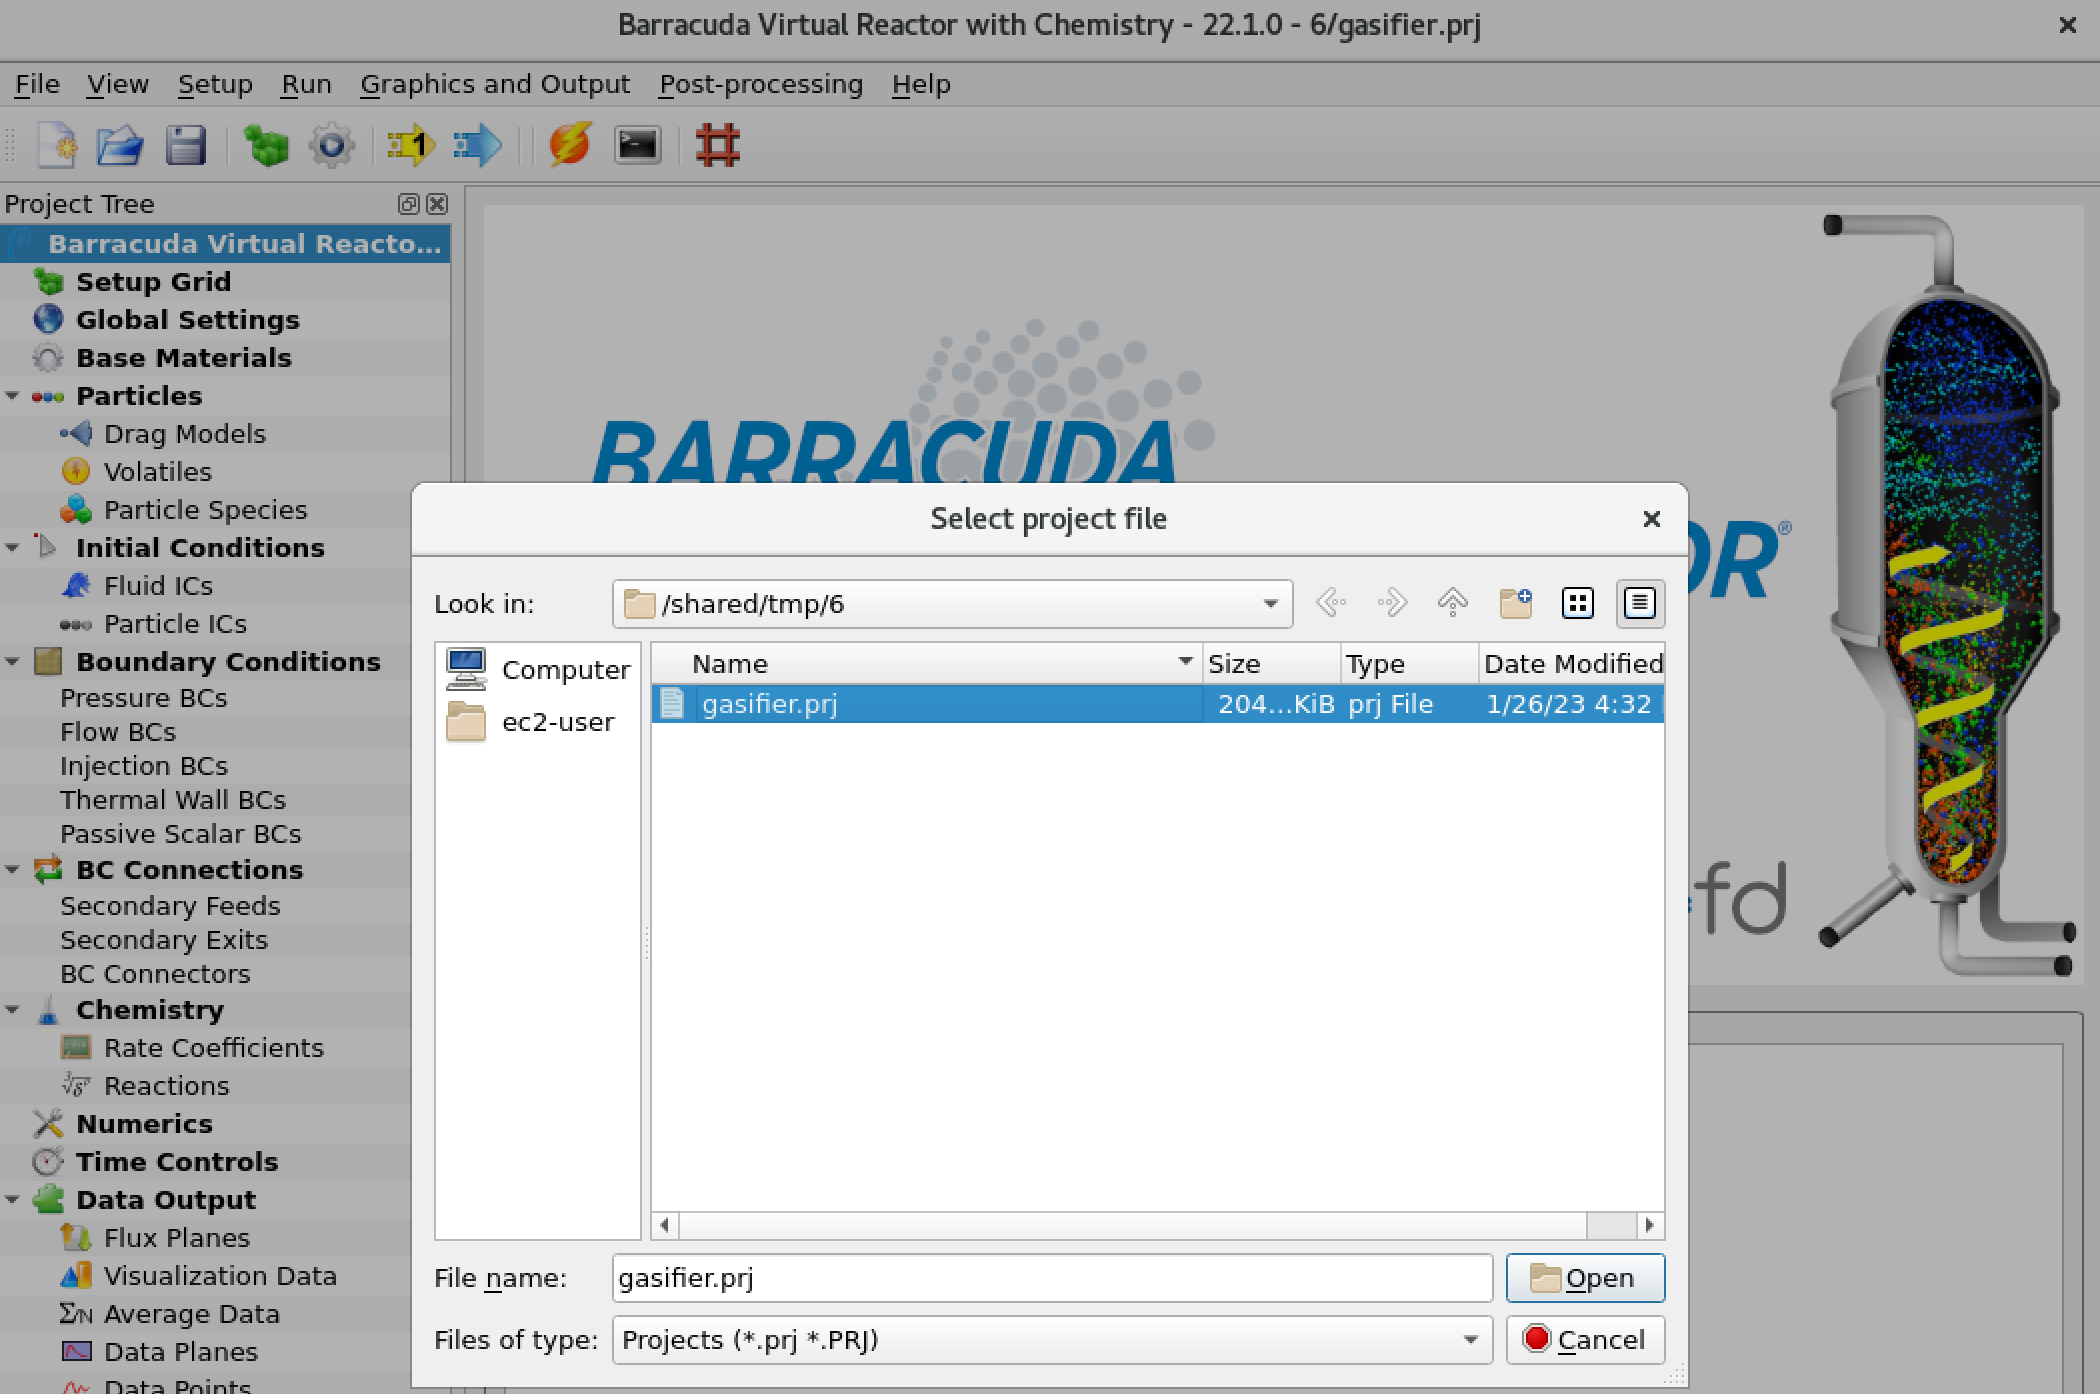 Barracuda Virtual Reactor with Chemistry - 22.1.0 - 6/gasifier.prj
File View Setup Run Graphics and Output Post-processing Help
1
Project Tree
Barracuda Virtual Reacto...
Setup Grid
Global Settings
Base Materials
Particles
Drag Models
Volatiles
Particle Species
Initial Conditions
Fluid ICs
Particle ICs
Boundary Conditions
Pressure BCs
Flow BCs
Injection BCs
Thermal Wall BCs
Passive Scalar BCs
BC Connections
Secondary Feeds
Secondary Exits
BC Connectors
Chemistry
Rate Coefficients
Reactions
Numerics
Time Controls
Data Output
Flux Planes
Visualization Data
Σ/N Average Data
Data Planes
Data Points
BARRACUDA
OR®
fd
Select project file
Look in: /shared/tmp/6
Computer
ec2-user
Name Size Type Date Modified
gasifier.prj 204...KiB prj File 1/26/23 4:32
File name: gasifier.prj Open
Files of type: Projects (*.prj *.PRJ) Cancel